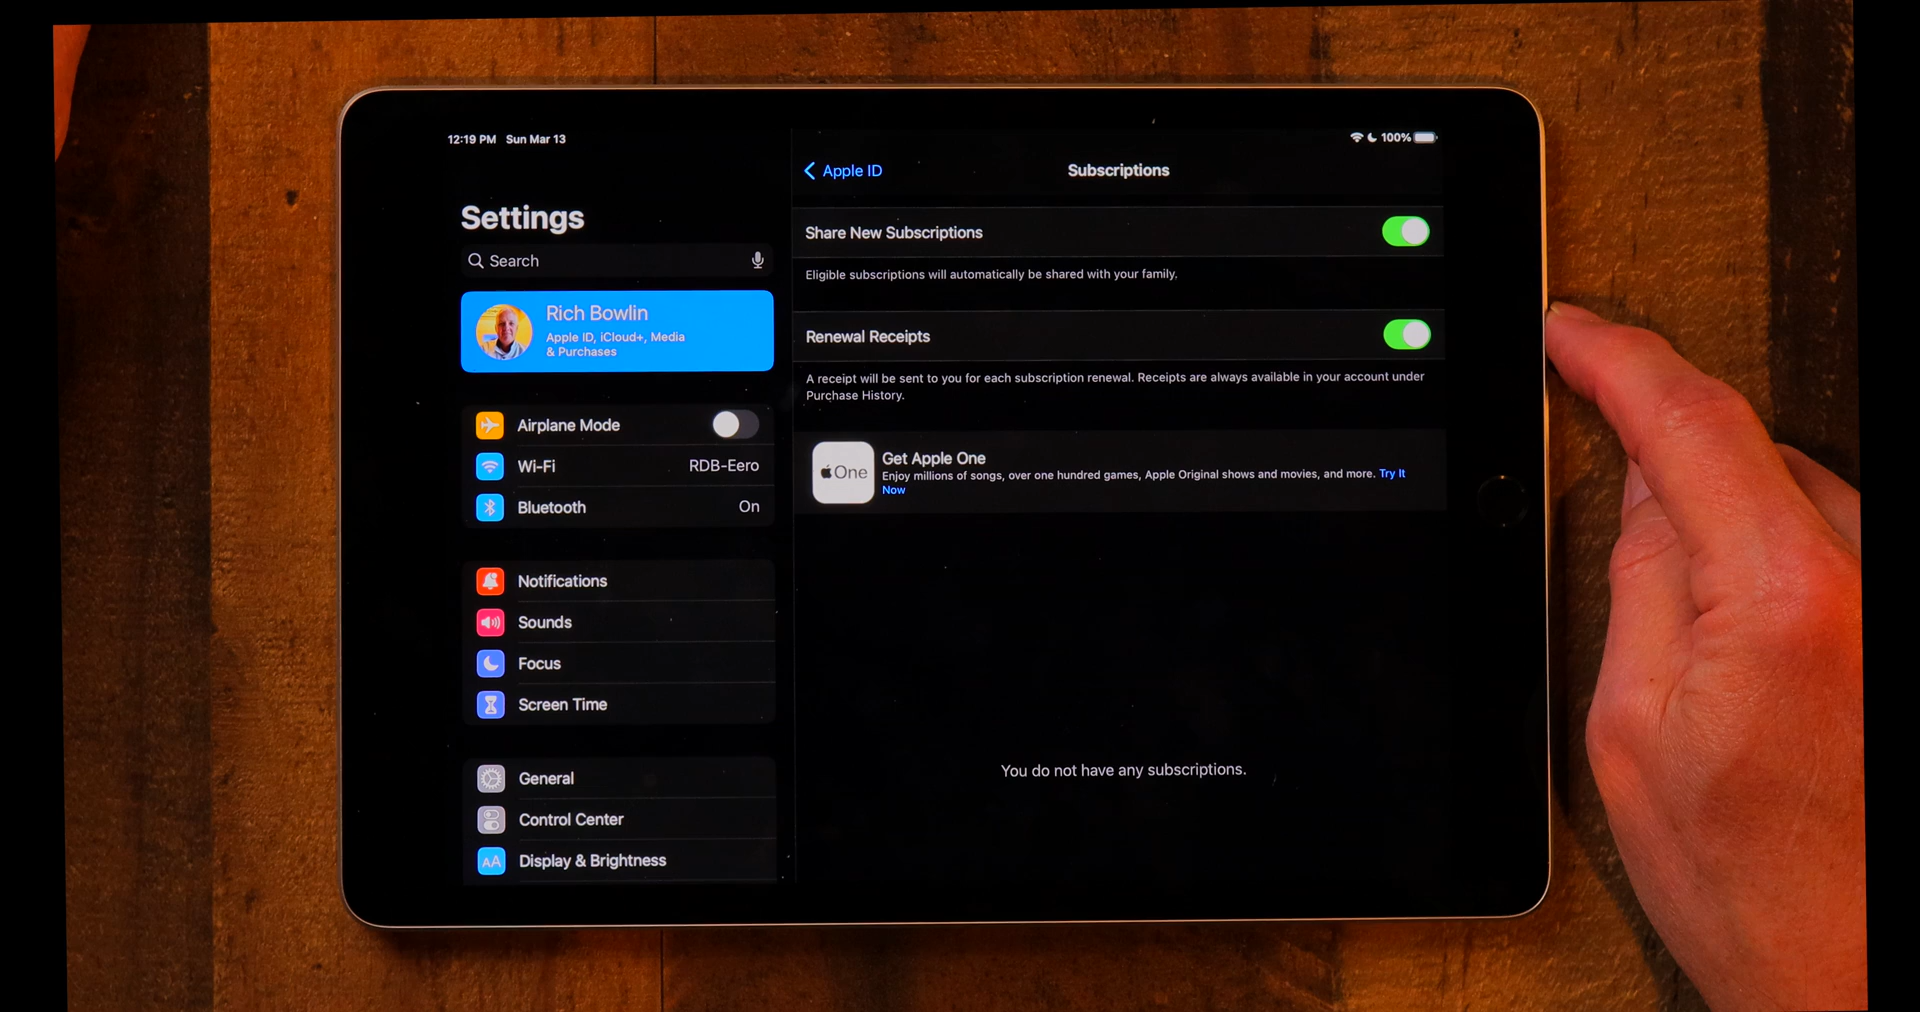 12:19 PM Sun Mar 13
100%
Settings
Search
Rich Bowlin
Apple ID, iCloud+, Media
& Purchases
Airplane Mode
Wi-Fi RDB-Eero
Bluetooth On
Notifications
Sounds
Focus
Screen Time
General
Control Center
AA Display & Brightness
Apple ID
Subscriptions
Share New Subscriptions
Eligible subscriptions will automatically be shared with your family.
Renewal Receipts
A receipt will be sent to you for each subscription renewal. Receipts are always available in your account under
Purchase History.
One
Get Apple One
Enjoy millions of songs, over one hundred games, Apple Original shows and movies, and more. Try It
Now
You do not have any subscriptions.